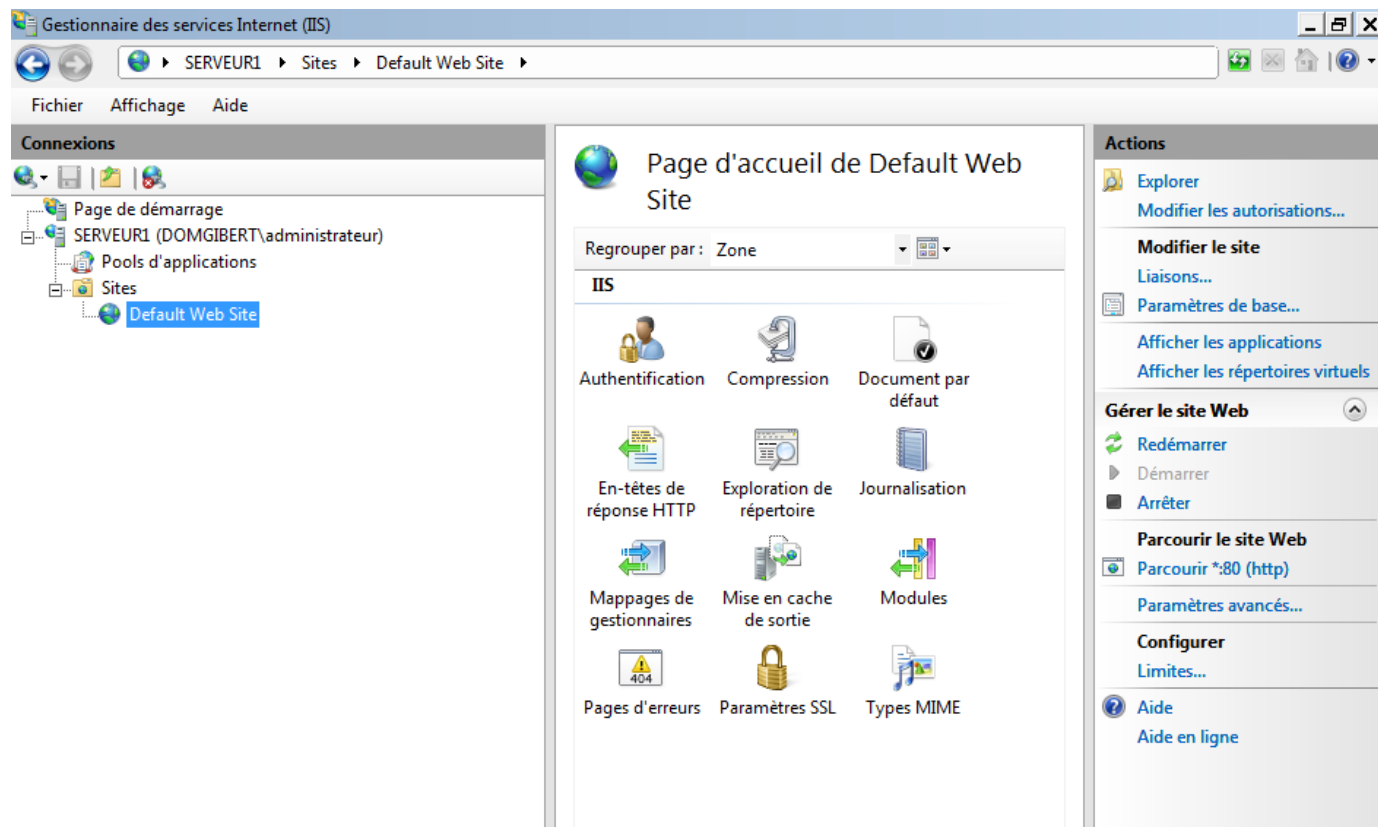 Gestionnaire des services Internet (IIS)
SERVEUR1 Sites Default Web Site
Fichier Affichage Aide
Connexions
Page de démarrage
SERVEUR1 (DOMGIBERT\administrateur)
Pools d'applications
Sites
Default Web Site
Page d'accueil de Default Web
Site
Regrouper par : Zone
IIS
Authentification Compression Document par
défaut
En-têtes de Exploration de Journalisation
réponse HTTP répertoire
Mappages de Mise en cache Modules
gestionnaires de sortie
404
Pages d'erreurs Paramètres SSL Types MIME
Actions
Explorer
Modifier les autorisations...
Modifier le site
Liaisons...
Paramètres de base...
Afficher les applications
Afficher les répertoires virtuels
Gérer le site Web
Redémarrer
Démarrer
Arrêter
Parcourir le site Web
Parcourir *:80 (http)
Paramètres avancés...
Configurer
Limites...
Aide
Aide en ligne